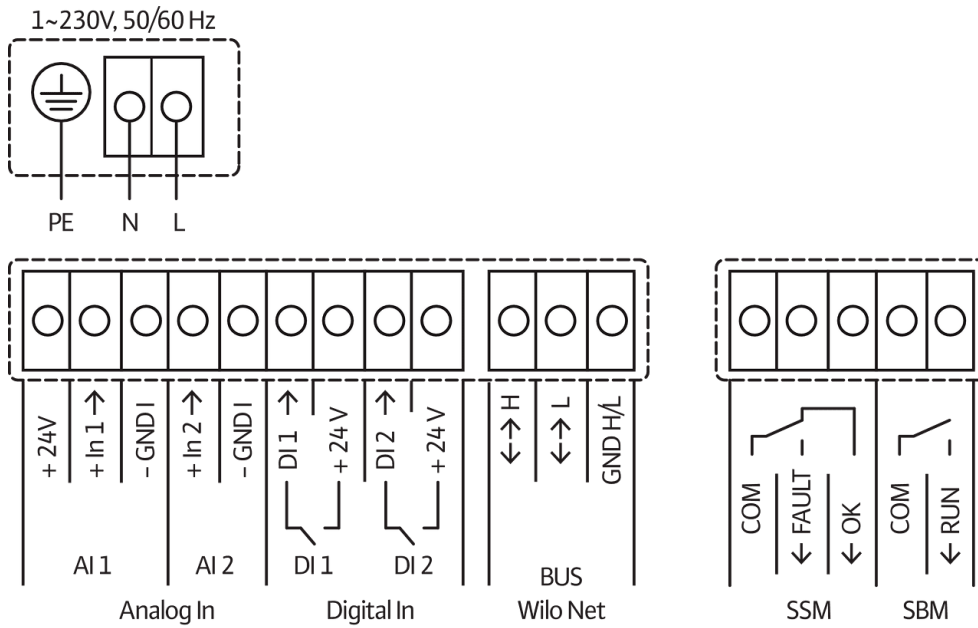 1~230V, 50/60 Hz
PE N L
+ 24V
+ In 1 →
- GND I
+ In 2 →
- GND I
DI 1 →
+ 24 V
DI 2 →
+ 24 V
H
L
GND H/L
COM
FAULT
OK
COM
RUN
AI 1 AI 2 DI 1 DI 2
BUS
Analog In Digital In Wilo Net SSM SBM